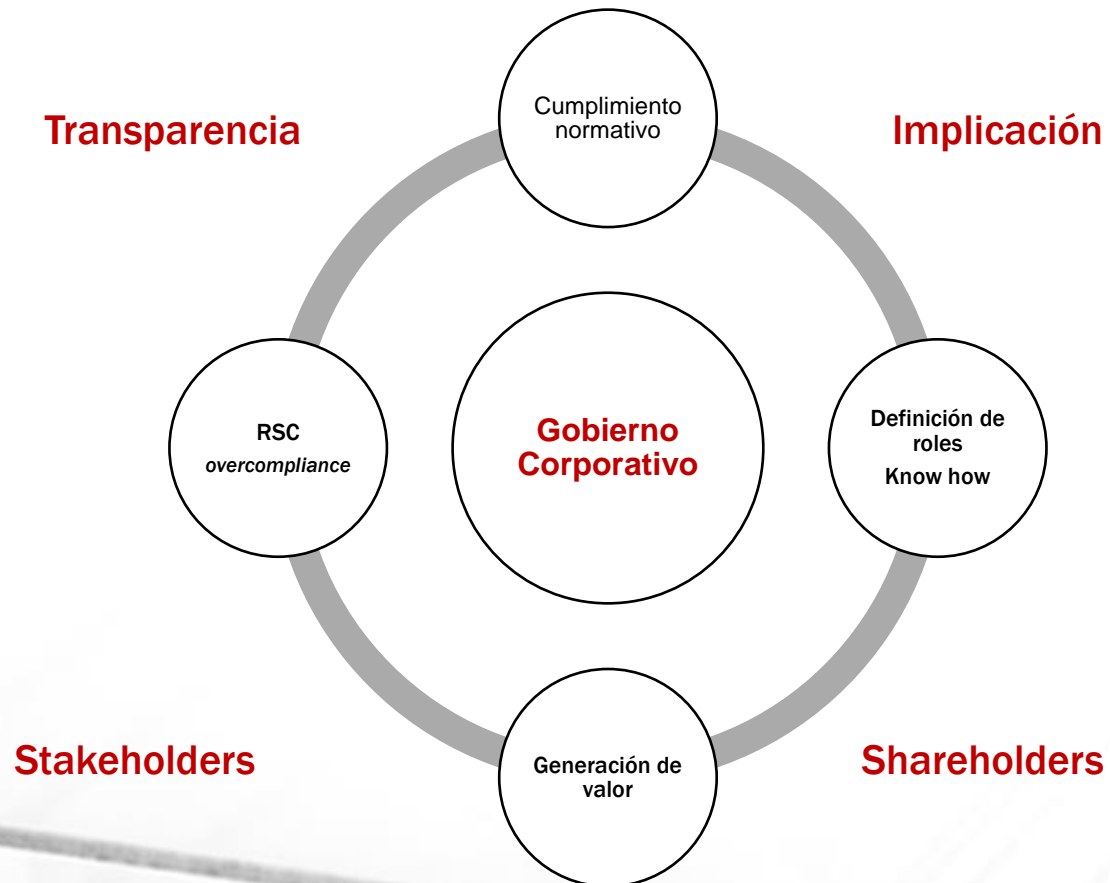 Cumplimiento
normativo
Transparencia
Implicación
RSC
overcompliance
Gobierno
Corporativo
Definición de
roles
Know how
Stakeholders
Generación de
valor
Shareholders